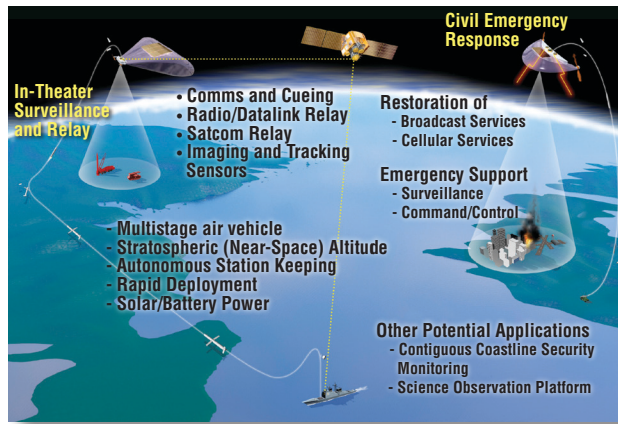 Civil Emergency
Response
In-Theater
Surveillance
and Relay
• Comms and Cueing
• Radio/Datalink Relay
• Satcom Relay
• Imaging and Tracking
Sensors
Restoration of
- Broadcast Services
- Cellular Services
Emergency Support
- Surveillance
- Command/Control
- Multistage air vehicle
- Stratospheric (Near-Space) Altitude
- Autonomous Station Keeping
- Rapid Deployment
- Solar/Battery Power
Other Potential Applications
- Contiguous Coastline Security
Monitoring
- Science Observation Platform